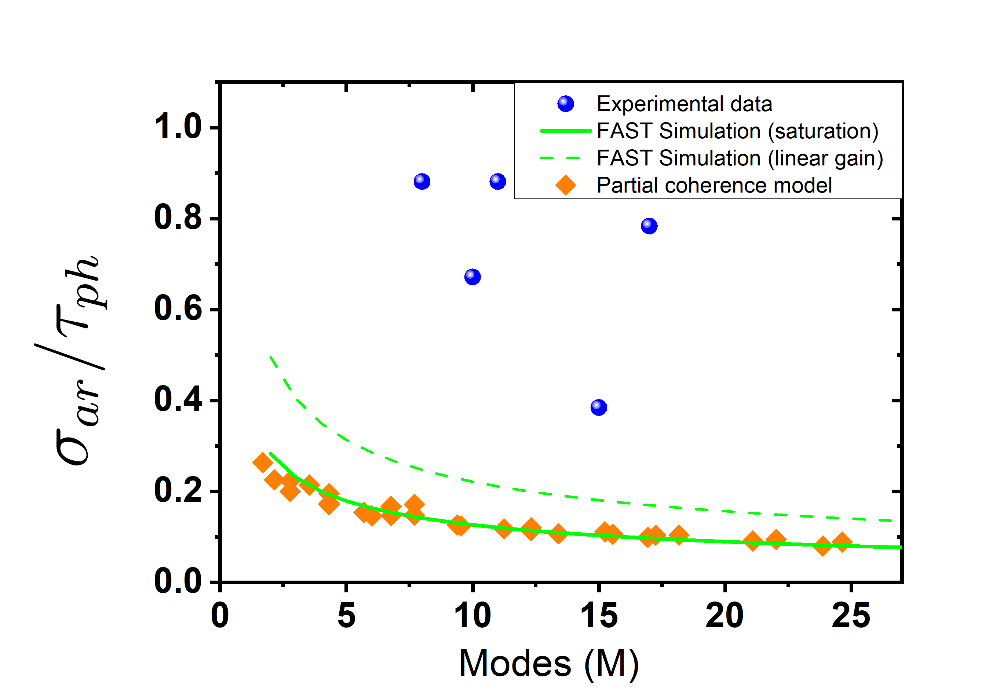 Experimental data
FAST Simulation (saturation)
FAST Simulation (linear gain)
Partial coherence model
1.0
0.8
0.6
0.4
0.2
0.0
σar/τph
0 5 10 15 20 25
Modes (M)